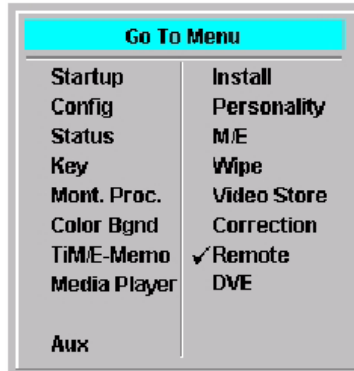 Go To Menu
Startup
Config
Status
Key
Mont. Proc.
Color Bgnd
TiM/E-Memo
Media Player
Aux
Install
Personality
M/E
Wipe
Video Store
Correction
✓Remote
DVE